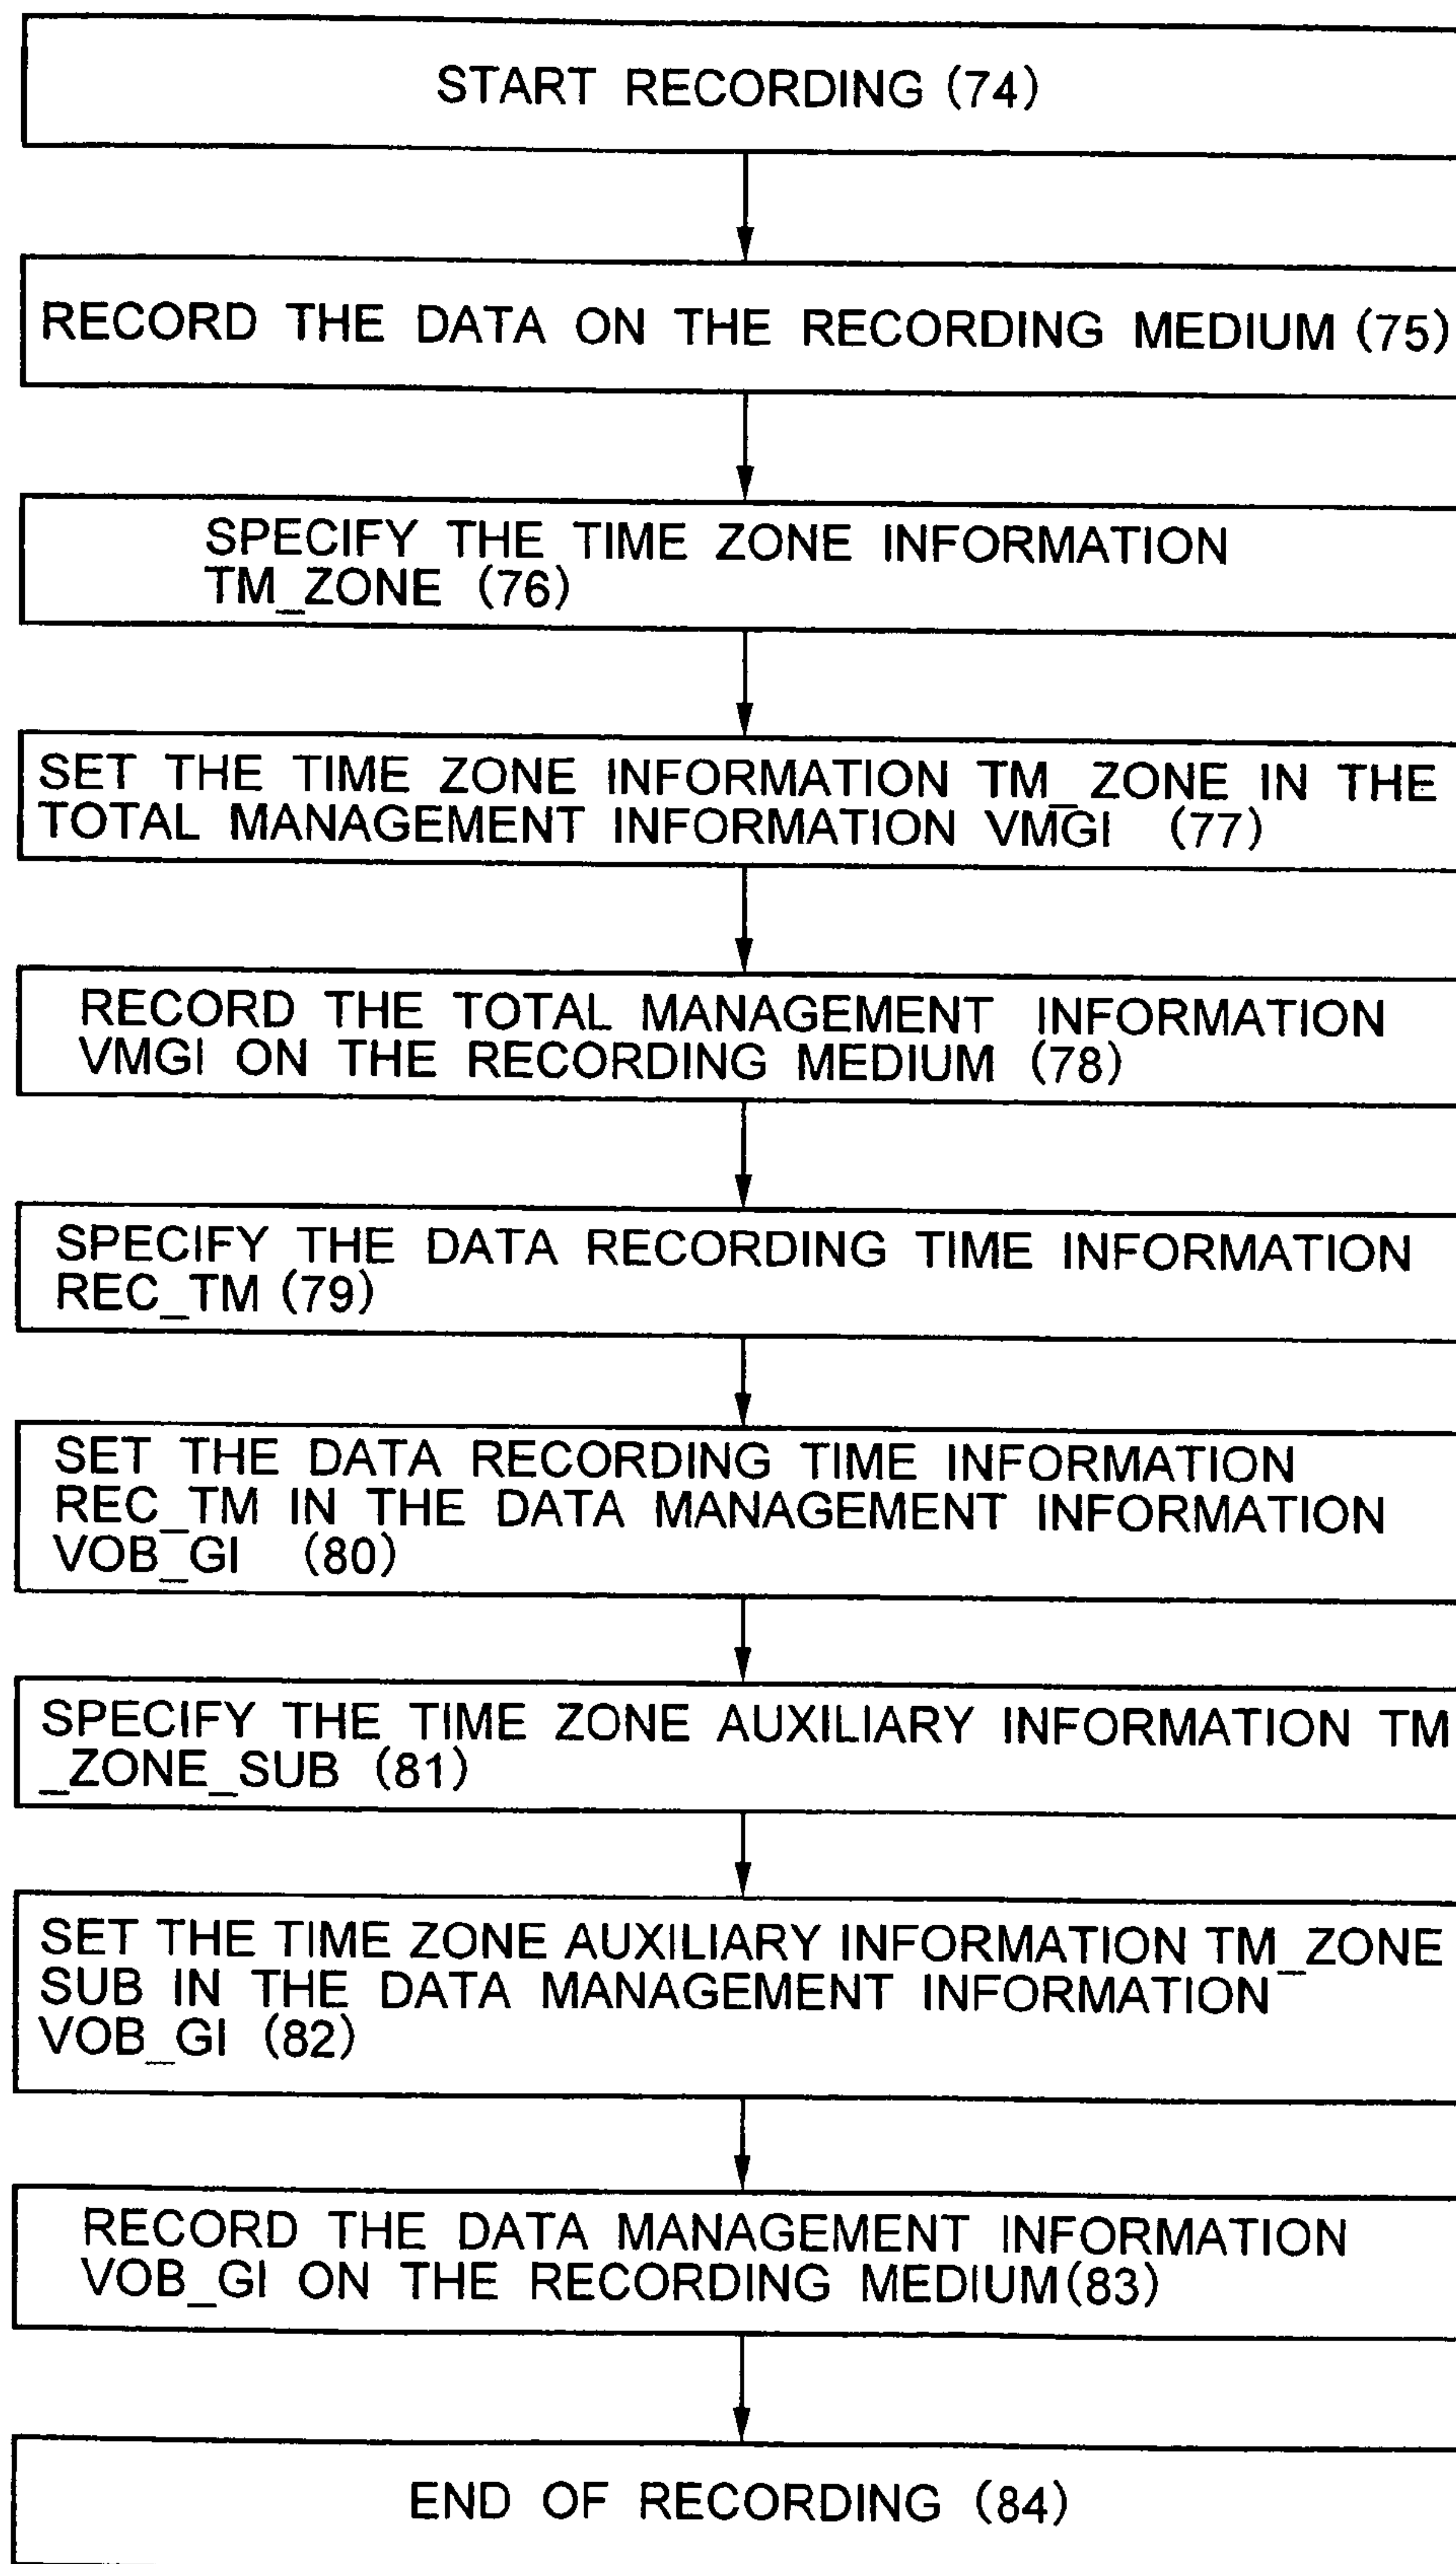 START RECORDING (74)
RECORD THE DATA ON THE RECORDING MEDIUM (75)
SPECIFY THE TIME ZONE INFORMATION
TM_ZONE (76)
SET THE TIME ZONE INFORMATION TM_ ZONE IN THE
TOTAL MANAGEMENT INFORMATION VMGI (77)
RECORD THE TOTAL MANAGEMENT INFORMATION
VMGI ON THE RECORDING MEDIUM (78)
SPECIFY THE DATA RECORDING TIME INFORMATION
REC_TM (79)
SET THE DATA RECORDING TIME INFORMATION
REC_TM IN THE DATA MANAGEMENT INFORMATION
VOB_GI (80)
SPECIFY THE TIME ZONE AUXILIARY INFORMATION TM
_ZONE_SUB (81)
SET THE TIME ZONE AUXILIARY INFORMATION TM_ZONE
SUB IN THE DATA MANAGEMENT INFORMATION
VOB_GI (82)
RECORD THE DATA MANAGEMENT INFORMATION
VOB_GI ON THE RECORDING MEDIUM(83)
END OF RECORDING (84)